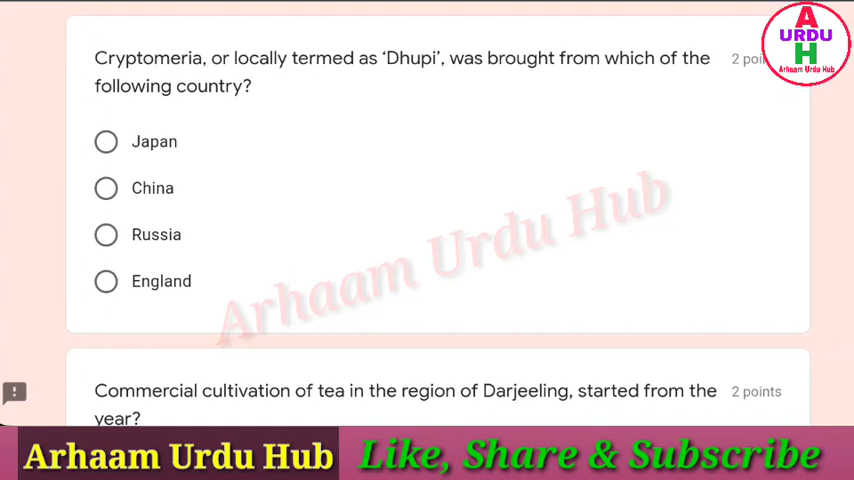 Cryptomeria, or locally termed as ‘Dhupi’, was brought from which of the
2 poi
following country?
Japan
China
Russia
England
Commercial cultivation of tea in the region of Darjeeling, started from the
2 points
year?
A
URDU
H
Arhaam Urdu Hub
Arhaam Urdu Hub
Arhaam Urdu Hub
Like, Share & Subscribe